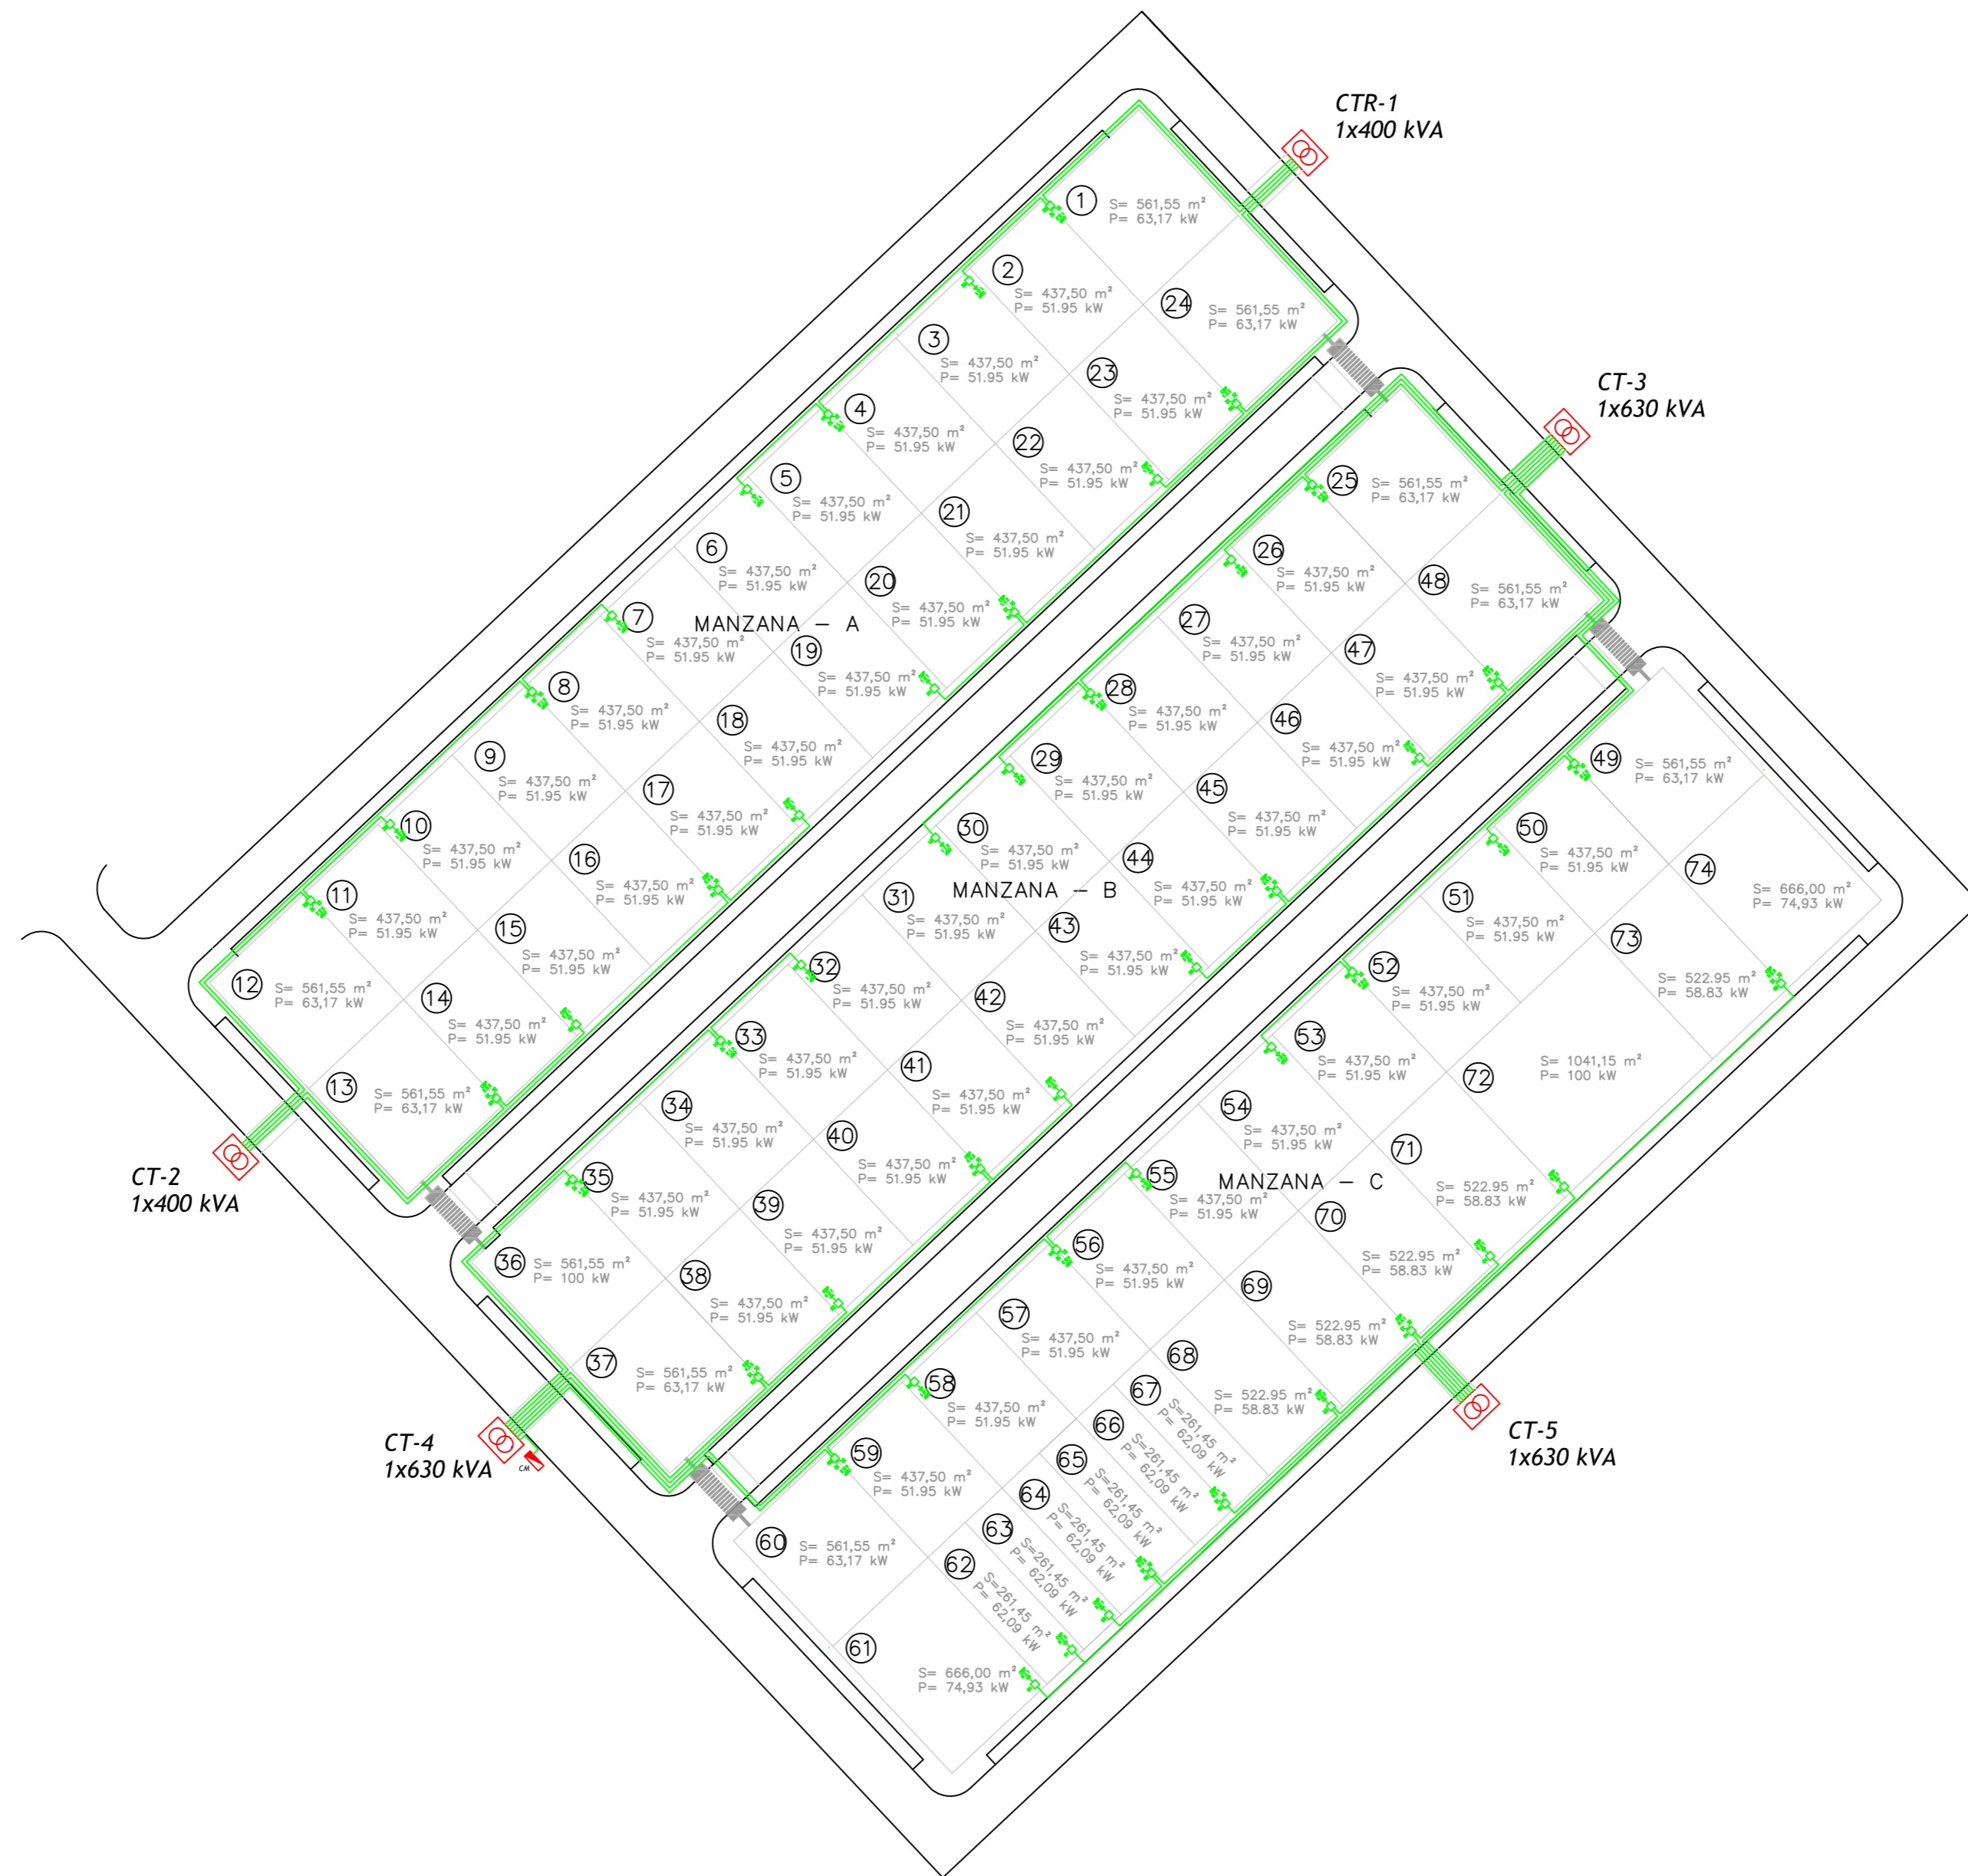 CTR-1
1x400 kVA
CT-3
1x630 kVA
CT-2
1x400 kVA
CT-4
1x630 kVA
CM
CT-5
1x630 kVA
MANZANA – A
1
S= 561,55 m²
P= 63,17 kW
2
S= 437,50 m²
P= 51.95 kW
3
S= 437,50 m²
P= 51.95 kW
4
S= 437,50 m²
P= 51.95 kW
5
S= 437,50 m²
P= 51.95 kW
6
S= 437,50 m²
P= 51.95 kW
7
S= 437,50 m²
P= 51.95 kW
8
S= 437,50 m²
P= 51.95 kW
9
S= 437,50 m²
P= 51.95 kW
10
S= 437,50 m²
P= 51.95 kW
11
S= 437,50 m²
P= 51.95 kW
12
S= 561,55 m²
P= 63,17 kW
13
S= 561,55 m²
P= 63,17 kW
14
S= 437,50 m²
P= 51.95 kW
15
S= 437,50 m²
P= 51.95 kW
16
S= 437,50 m²
P= 51.95 kW
17
S= 437,50 m²
P= 51.95 kW
18
S= 437,50 m²
P= 51.95 kW
19
S= 437,50 m²
P= 51.95 kW
20
S= 437,50 m²
P= 51.95 kW
21
S= 437,50 m²
P= 51.95 kW
22
S= 437,50 m²
P= 51.95 kW
23
S= 437,50 m²
P= 51.95 kW
24
S= 561,55 m²
P= 63,17 kW
MANZANA – B
25
S= 561,55 m²
P= 63,17 kW
26
S= 437,50 m²
P= 51.95 kW
27
S= 437,50 m²
P= 51.95 kW
28
S= 437,50 m²
P= 51.95 kW
29
S= 437,50 m²
P= 51.95 kW
30
S= 437,50 m²
P= 51.95 kW
31
S= 437,50 m²
P= 51.95 kW
32
S= 437,50 m²
P= 51.95 kW
33
S= 437,50 m²
P= 51.95 kW
34
S= 437,50 m²
P= 51.95 kW
35
S= 437,50 m²
P= 51.95 kW
36
S= 561,55 m²
P= 100 kW
37
S= 561,55 m²
P= 63,17 kW
38
S= 437,50 m²
P= 51.95 kW
39
S= 437,50 m²
P= 51.95 kW
40
S= 437,50 m²
P= 51.95 kW
41
S= 437,50 m²
P= 51.95 kW
42
S= 437,50 m²
P= 51.95 kW
43
S= 437,50 m²
P= 51.95 kW
44
S= 437,50 m²
P= 51.95 kW
45
S= 437,50 m²
P= 51.95 kW
46
S= 437,50 m²
P= 51.95 kW
47
S= 437,50 m²
P= 51.95 kW
48
S= 561,55 m²
P= 63,17 kW
MANZANA – C
49
S= 561,55 m²
P= 63,17 kW
50
S= 437,50 m²
P= 51.95 kW
51
S= 437,50 m²
P= 51.95 kW
52
S= 437,50 m²
P= 51.95 kW
53
S= 437,50 m²
P= 51.95 kW
54
S= 437,50 m²
P= 51.95 kW
55
S= 437,50 m²
P= 51.95 kW
56
S= 437,50 m²
P= 51.95 kW
57
S= 437,50 m²
P= 51.95 kW
58
S= 437,50 m²
P= 51.95 kW
59
S= 437,50 m²
P= 51.95 kW
60
S= 561,55 m²
P= 63,17 kW
61
S= 666,00 m²
P= 74,93 kW
62
S=261,45 m²
P= 62,09 kW
63
S=261,45 m²
P= 62,09 kW
64
S=261,45 m²
P= 62,09 kW
65
S=261,45 m²
P= 62,09 kW
66
S=261,45 m²
P= 62,09 kW
67
S=261,45 m²
P= 62,09 kW
68
S= 522.95 m²
P= 58.83 kW
69
S= 522.95 m²
P= 58.83 kW
70
S= 522.95 m²
P= 58.83 kW
71
S= 522.95 m²
P= 58.83 kW
72
S= 1041,15 m²
P= 100 kW
73
S= 522.95 m²
P= 58.83 kW
74
S= 666,00 m²
P= 74,93 kW